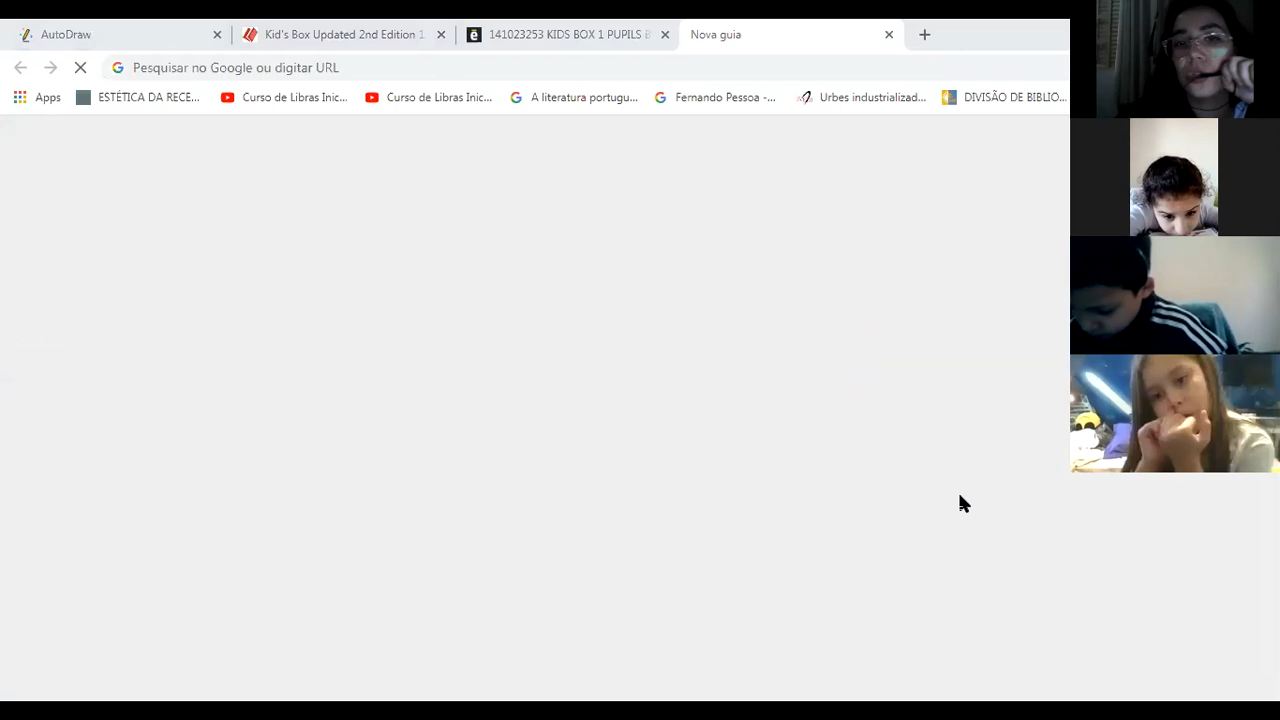 AutoDraw
Kid's Box Updated 2nd Edition 1
141023253 KIDS BOX 1 PUPILS B
Nova guia
Pesquisar no Google ou digitar URL
Apps
ESTÉTICA DA RECE...
Curso de Libras Inic...
Curso de Libras Inic...
A literatura portugu...
Fernando Pessoa -...
Urbes industrializad...
DIVISÃO DE BIBLIO...